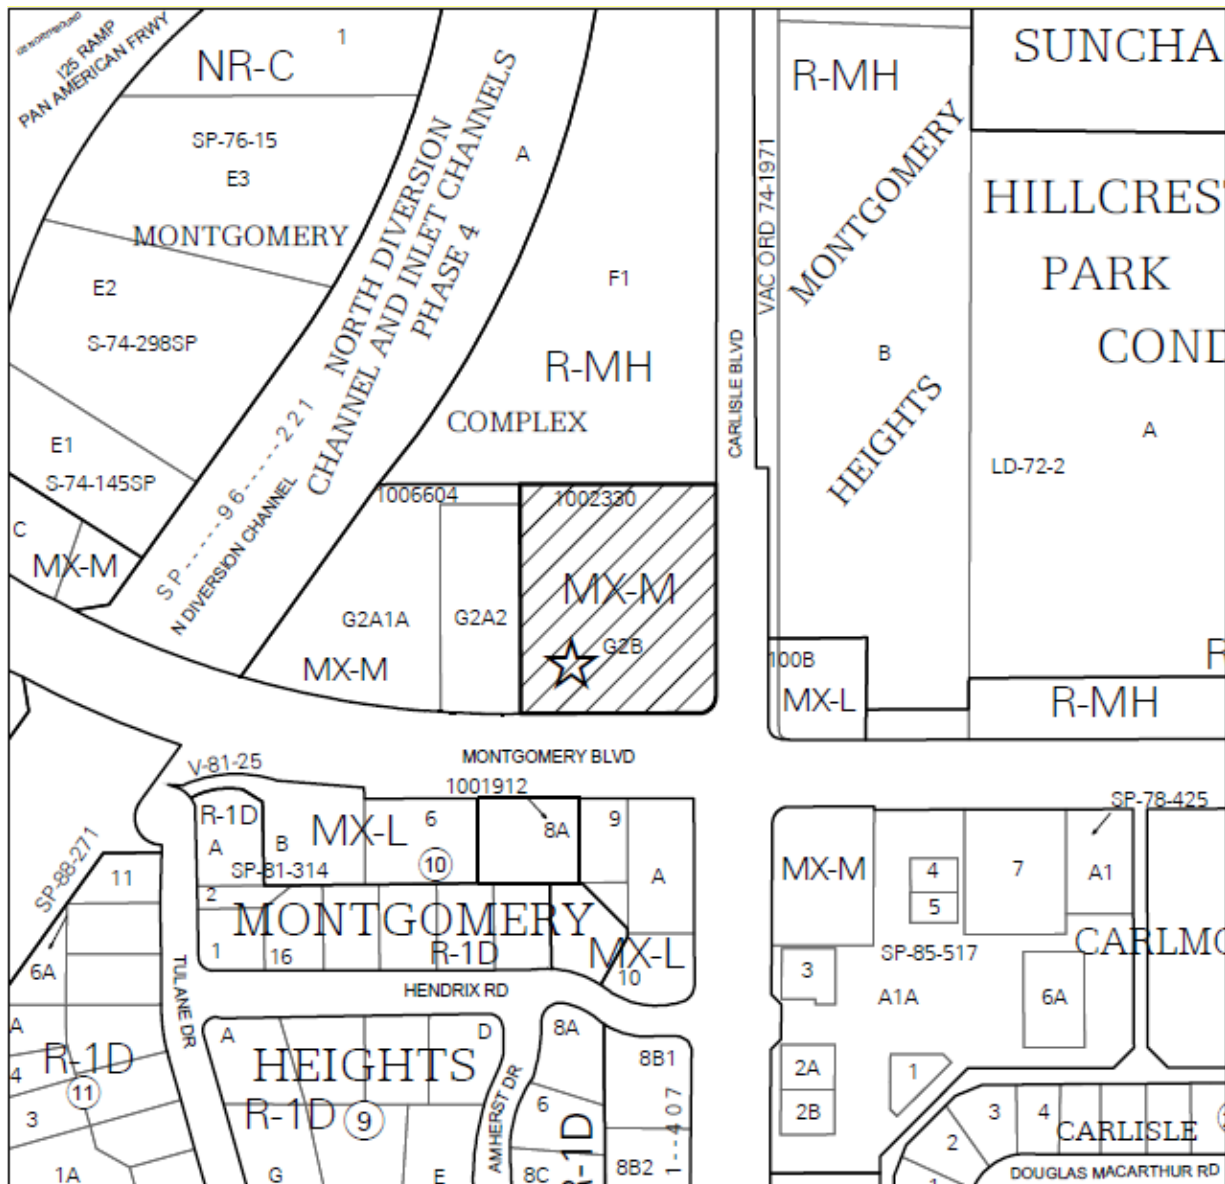 I25 NORTHBOUND
I25 RAMP
PAN AMERICAN FRWY
1
NR-C
SP-76-15
E3
MONTGOMERY
E2
S-74-298SP
E1
S-74-145SP
C
MX-M
NORTH DIVERSION
CHANNEL AND INLET CHANNELS
PHASE 4
SP-----96-----221
N DIVERSION CHANNEL
A
F1
R-MH
COMPLEX
1006604
1002330
G2A1A
G2A2
MX-M
MX-M
G2B
CARLISLE BLVD
VAC ORD 74-1971
R-MH
MONTGOMERY
HEIGHTS
B
SUNCHA
HILLCRES
PARK
COND
A
LD-72-2
R
100B
MX-L
R-MH
MONTGOMERY BLVD
V-81-25
1001912
R-1D
A
B
MX-L
6
10
8A
9
A
SP-81-314
2
MONTGOMERY
1
16
R-1D
MX-L
10
SP-88-271
11
6A
TULANE DR
HENDRIX RD
A
R-1D
4
11
3
1A
A
HEIGHTS
D
R-1D
9
G
E
AMHERST DR
8A
6
8C
R-1D
8B1
8B2
1--407
SP-78-425
MX-M
4
5
7
A1
SP-85-517
CARLMO
3
A1A
6A
2A
2B
1
2
3
4
CARLISLE
1
DOUGLAS MACARTHUR RD